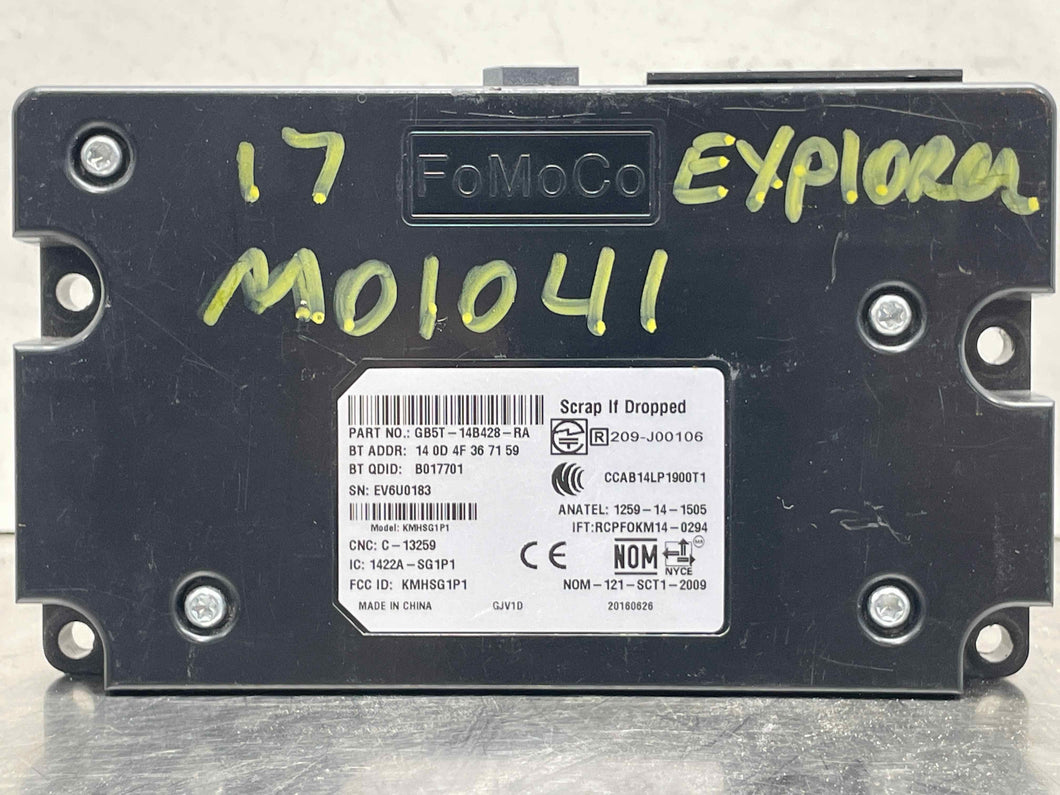 17
FoMoCo
EXPlORER
M01041
Scrap If Dropped
PART NO.: GB5T-14B428-RA
R 209-J00106
BT ADDR: 14 0D 4F 36 71 59
BT QDID: B017701
CCAB14LP1900T1
SN: EV6U0183
ANATEL: 1259-14-1505
Model: KMHSG1P1
IFT:RCPFOKM14-0294
CNC: C-13259
CE
NOM
NYCE
IC: 1422A-SG1P1
FCC ID: KMHSG1P1
NOM-121-SCT1-2009
MADE IN CHINA
GJV1D
20160626